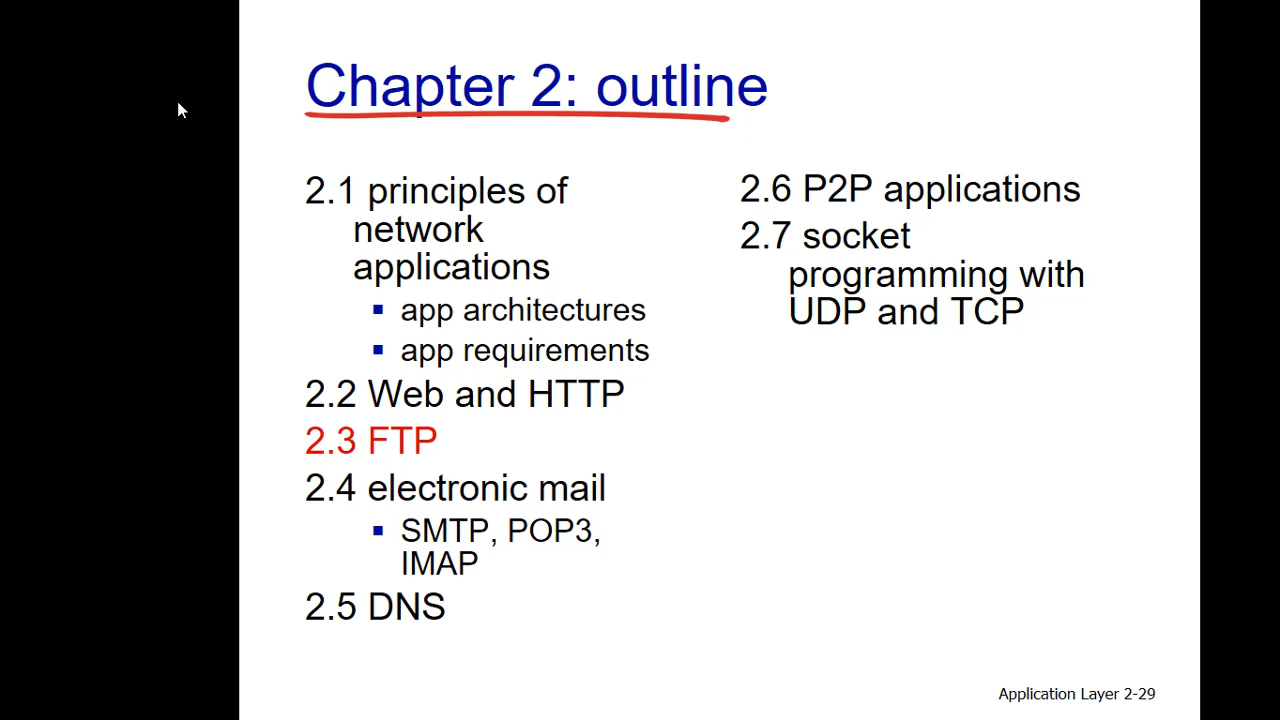 Chapter 2: outline
2.1 principles of
network
applications
▪ app architectures
▪ app requirements
2.2 Web and HTTP
2.3 FTP
2.4 electronic mail
▪ SMTP, POP3,
IMAP
2.5 DNS
2.6 P2P applications
2.7 socket
programming with
UDP and TCP
Application Layer 2-29